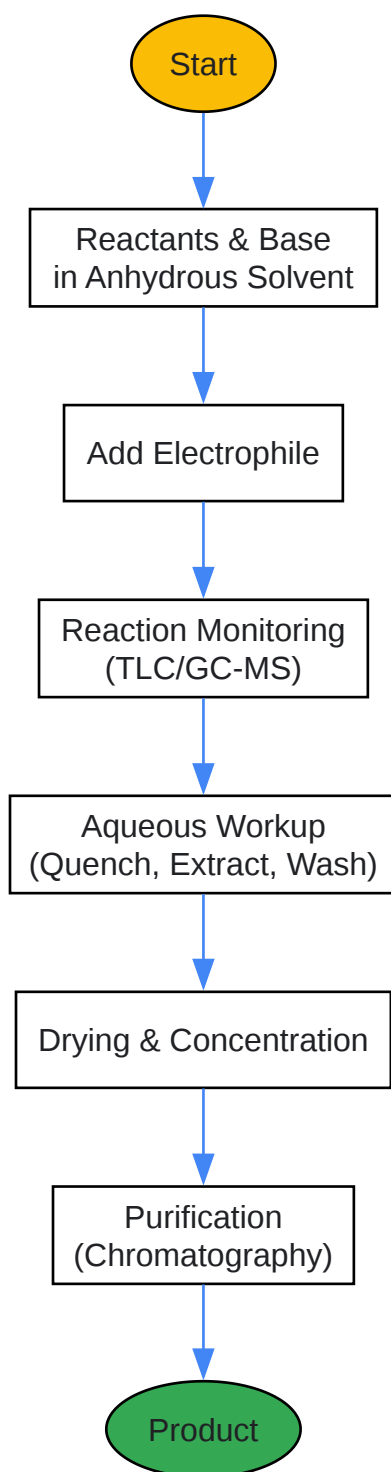 Start
Reactants & Base
in Anhydrous Solvent
Add Electrophile
Reaction Monitoring
(TLC/GC-MS)
Aqueous Workup
(Quench, Extract, Wash)
Drying & Concentration
Purification
(Chromatography)
Product